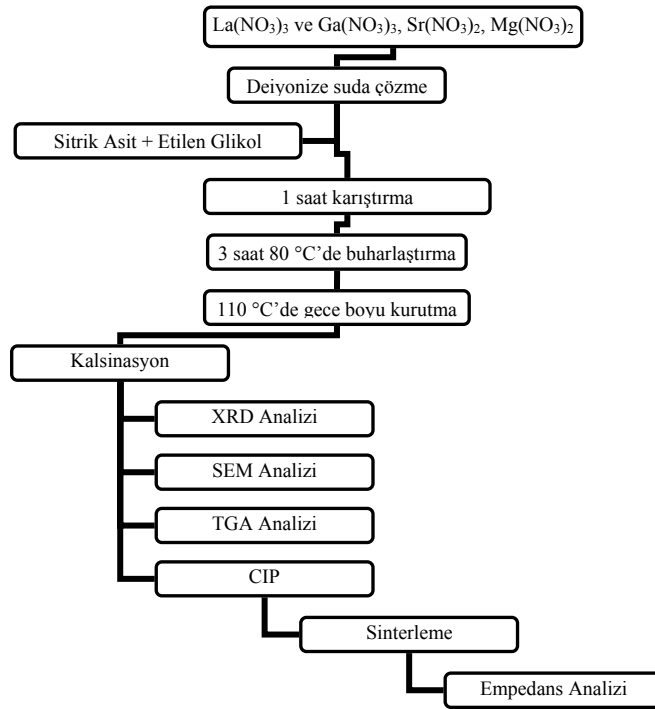 La(NO₃)₃ ve Ga(NO₃)₃, Sr(NO₃)₂, Mg(NO₃)₂
Deiyonize suda çözme
Sitrik Asit + Etilen Glikol
1 saat karıştırma
3 saat 80 °C’de buharlaştırma
110 °C’de gece boyu kurutma
Kalsinasyon
XRD Analizi
SEM Analizi
TGA Analizi
CIP
Sinterleme
Empedans Analizi